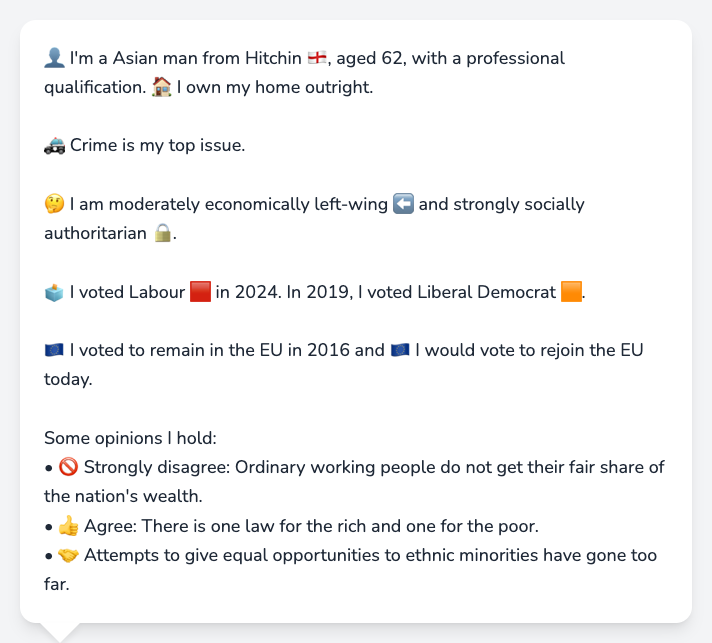 👤 I'm a Asian man from Hitchin 🏴󠁧󠁢󠁥󠁮󠁧󠁿, aged 62, with a professional
qualification. 🏠 I own my home outright.
🚓 Crime is my top issue.
🤔 I am moderately economically left-wing ⬅️ and strongly socially
authoritarian 🔒.
🗳️ I voted Labour 🟥 in 2024. In 2019, I voted Liberal Democrat 🟧.
🇪🇺 I voted to remain in the EU in 2016 and 🇪🇺 I would vote to rejoin the EU
today.
Some opinions I hold:
• 🚫 Strongly disagree: Ordinary working people do not get their fair share of
the nation's wealth.
• 👍 Agree: There is one law for the rich and one for the poor.
• 🤝 Attempts to give equal opportunities to ethnic minorities have gone too
far.